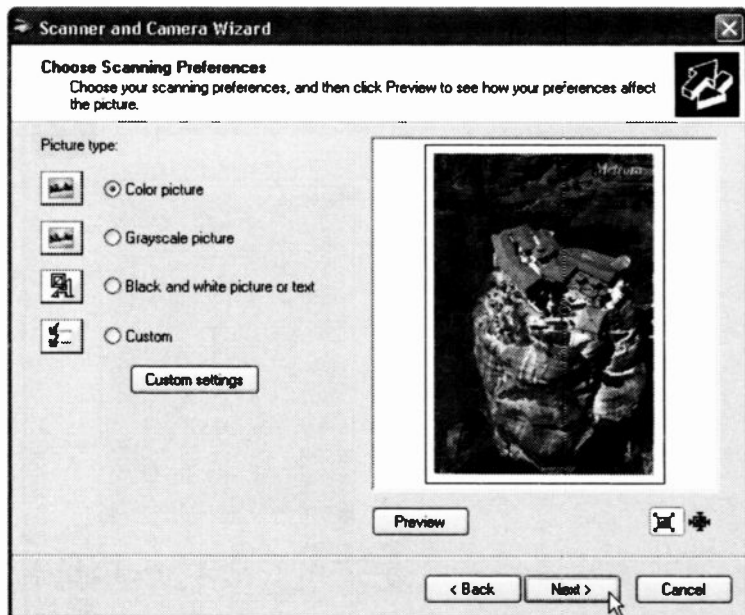 Scanner and Camera Wizard
Choose Scanning Preferences
Choose your scanning preferences, and then click Preview to see how your preferences affect
the picture.
Picture type:
Color picture
Grayscale picture
Black and white picture or text
Custom
Custom settings
Meteora
Preview
< Back
Next >
Cancel